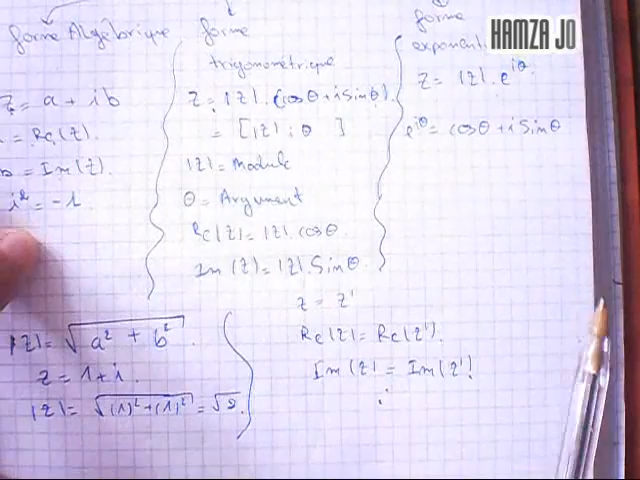 forme Algébrique
Z = a + ib
= Re(Z).
b = Im(Z).
i² = -1
forme
trigonométrique
Z = |Z| . (cosθ + i sinθ)
= [|Z| ; θ ]
|Z| = Module
θ = Argument
Re(Z) = |Z| . cosθ
Im (Z) = |Z| . Sinθ
forme
exponenti
Z = |Z| . e^iθ
e^iθ = cosθ + i Sinθ
HAMZA JO
|Z| = √a² + b²
Z = 1 + i
|Z| = √(1)² + (1)² = √2.
Z = Z'
Re(Z) = Re(Z').
Im (Z) = Im(Z')